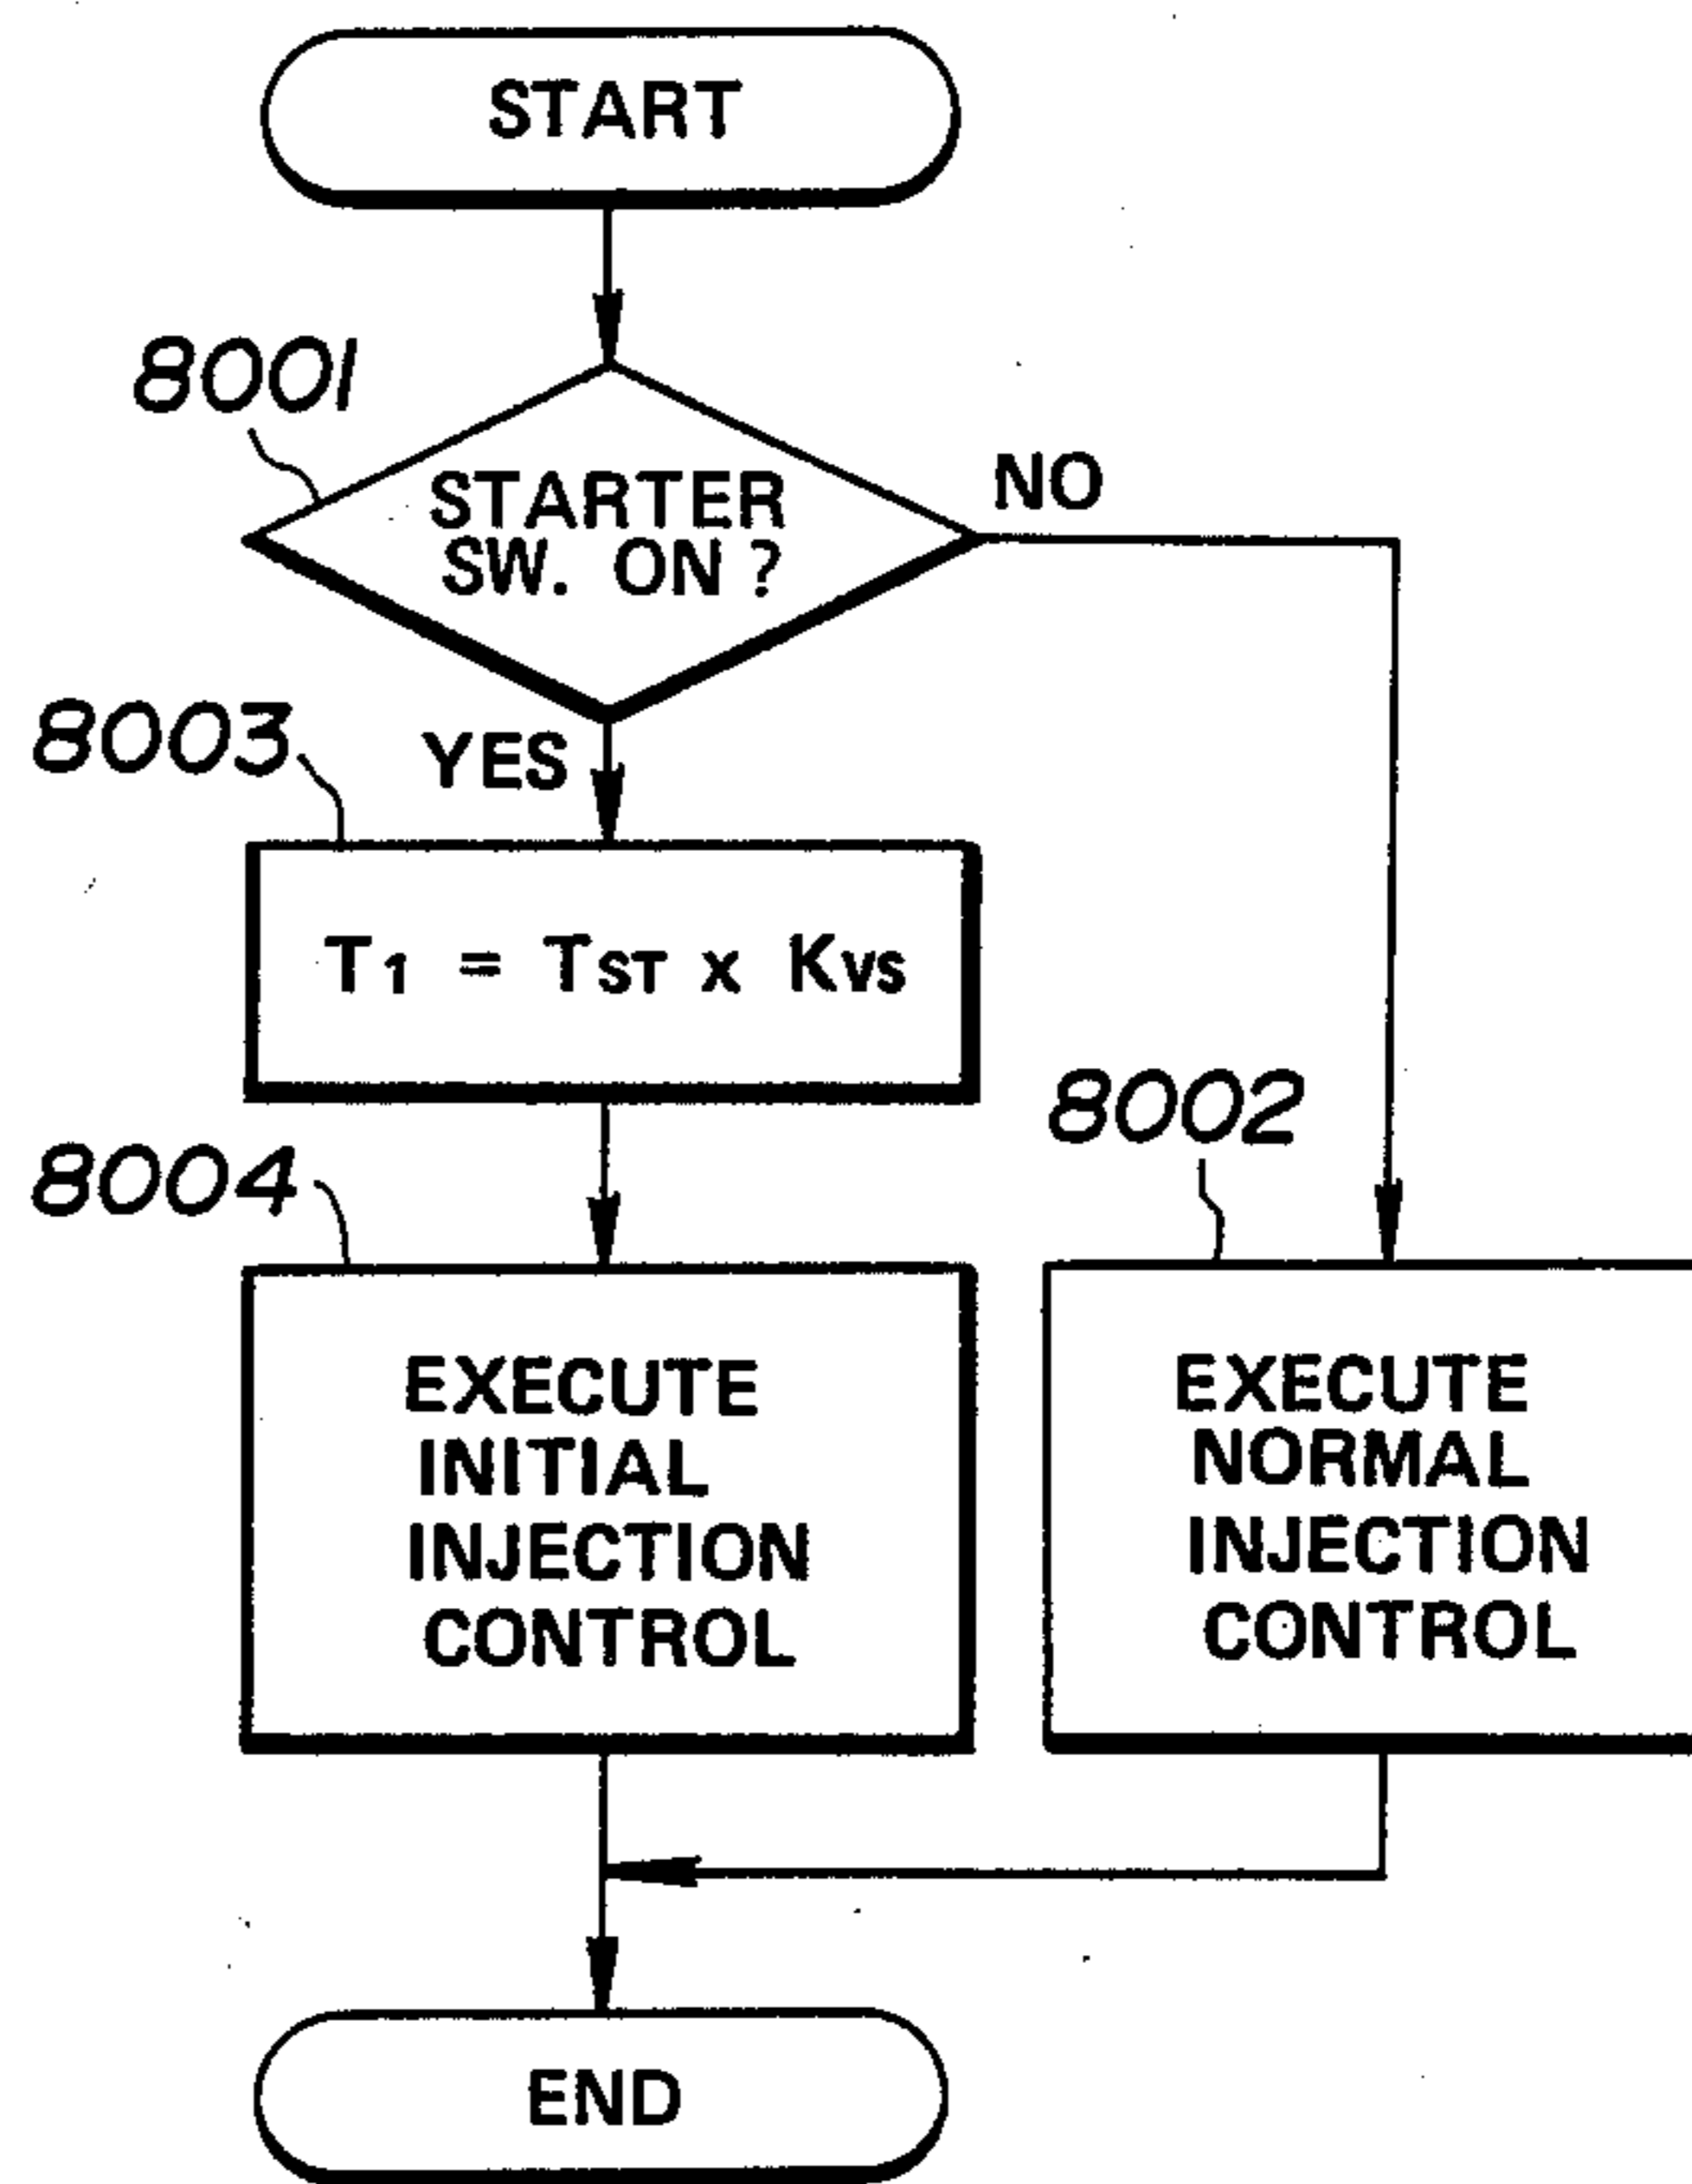 START
8001
STARTER
SW. ON ?
NO
8003
YES
T1 = TST x KVS
8002
8004
EXECUTE
INITIAL
INJECTION
CONTROL
EXECUTE
NORMAL
INJECTION
CONTROL
END